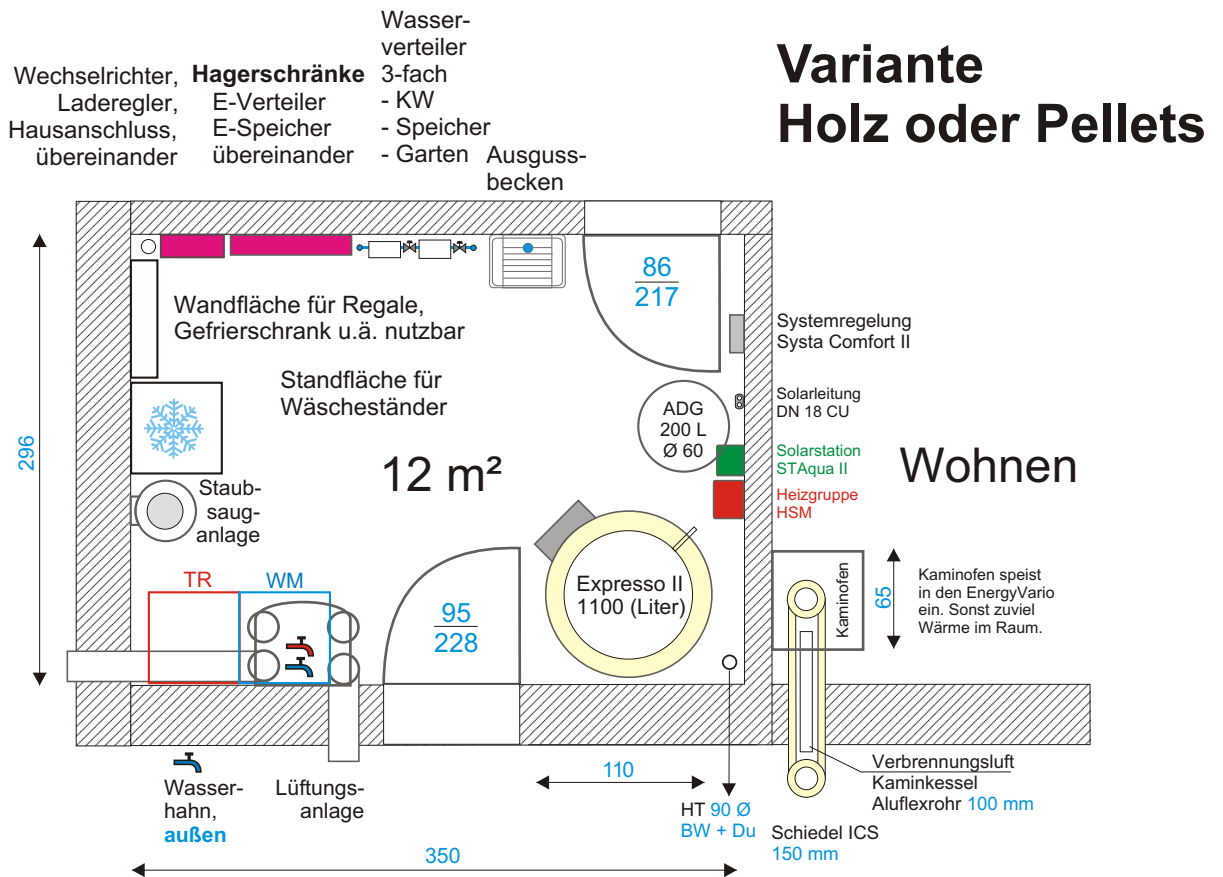 Variante
Holz oder Pellets
Wechselrichter,
Laderegler,
Hausanschluss,
übereinander
Hagerschränke
E-Verteiler
E-Speicher
übereinander
Wasser-
verteiler
3-fach
- KW
- Speicher
- Garten
Ausguss-
becken
86
217
Wandfläche für Regale,
Gefrierschrank u.ä. nutzbar
Standfläche für
Wäscheständer
Systemregelung
Systa Comfort II
Solarleitung
DN 18 CU
ADG
200 L
Ø 60
Solarstation
STAqua II
Heizgruppe
HSM
Wohnen
296
12 m²
Staub-
saug-
anlage
TR
WM
95
228
Expresso II
1100 (Liter)
Kaminofen
65
Kaminofen speist
in den EnergyVario
ein. Sonst zuviel
Wärme im Raum.
Wasser-
hahn,
außen
Lüftungs-
anlage
110
HT 90 Ø
BW + Du
Verbrennungsluft
Kaminkessel
Aluflexrohr 100 mm
Schiedel ICS
150 mm
350